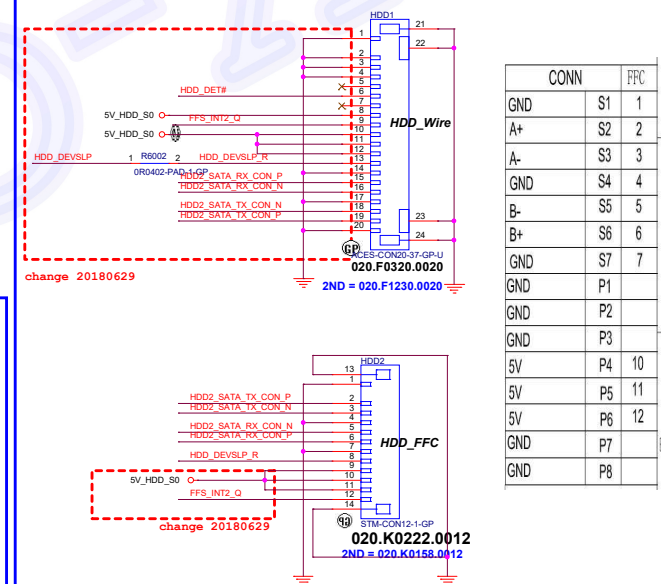 HDD1
21
1
22
2
3
4
5
HDD_DET#
6
7
5V_HDD_S0
8
FFS_INT2_Q
9
HDD_Wire
5V_HDD_S0
10
11
12
HDD_DEVSLP
1 R6002 2
HDD_DEVSLP_R
13
0R0402-PAD-1-GP
14
HDD2_SATA_RX_CON_P
15
HDD2_SATA_RX_CON_N
16
17
HDD2_SATA_TX_CON_N
18
HDD2_SATA_TX_CON_P
19
23
20
24
GP
ACES-CON20-37-GP-U
020.F0320.0020
change 20180629
2ND = 020.F1230.0020
HDD2
13
1
HDD2_SATA_TX_CON_P
2
HDD2_SATA_TX_CON_N
3
4
HDD2_SATA_RX_CON_N
5
HDD2_SATA_RX_CON_P
6
HDD_FFC
7
HDD_DEVSLP_R
8
9
5V_HDD_S0
10
11
FFS_INT2_Q
12
14
STM-CON12-1-GP
change 20180629
020.K0222.0012
2ND = 020.K0158.0012
CONN FFC
GND S1 1
A+ S2 2
A- S3 3
GND S4 4
B- S5 5
B+ S6 6
GND S7 7
GND P1
GND P2
GND P3
5V P4 10
5V P5 11
5V P6 12
GND P7
GND P8